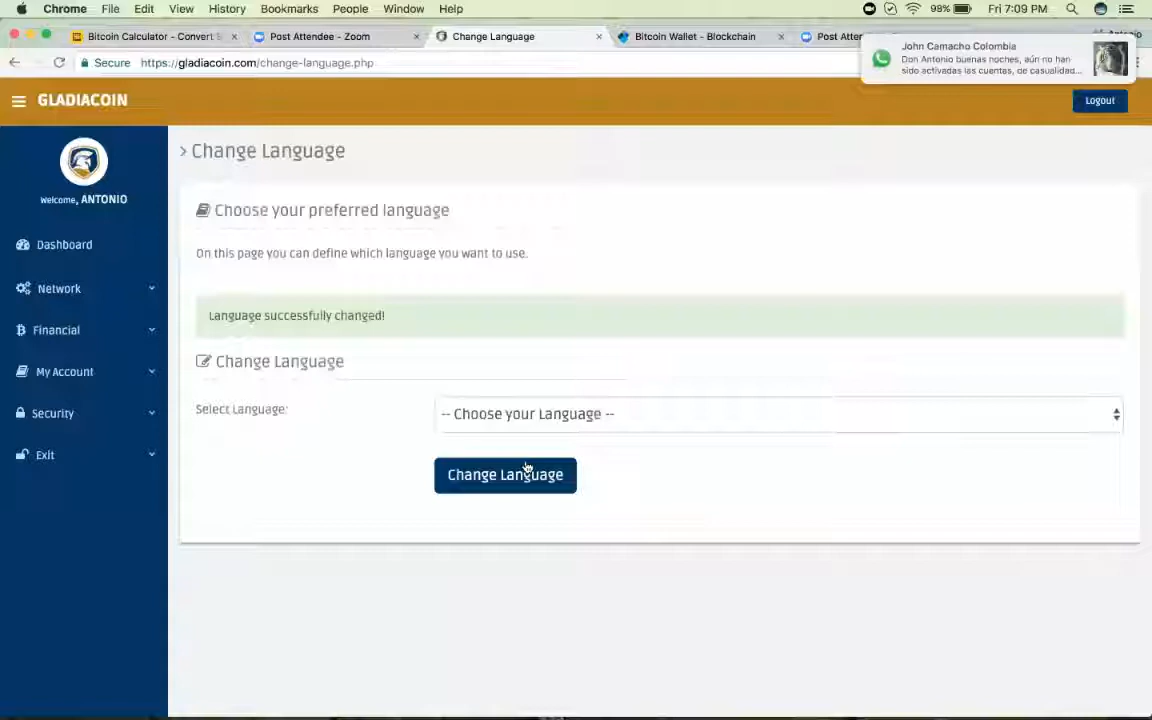 Chrome File Edit View History Bookmarks People Window Help 98% Fri 7:09 PM
Bitcoin Calculator - Convert Post Attendee - Zoom Change Language Bitcoin Wallet - Blockchain Post Atten Antonio
Secure https://gladiacoin.com/change-language.php
John Camacho Colombia
Don Antonio buenas noches, aún no han
sido activadas las cuentas, de casualidad...
GLADIACOIN
Logout
Welcome, ANTONIO
Dashboard
Network
Financial
My Account
Security
Exit
> Change Language
Choose your preferred language
On this page you can define which language you want to use.
Language successfully changed!
Change Language
Select Language:
-- Choose your Language --
Change Language